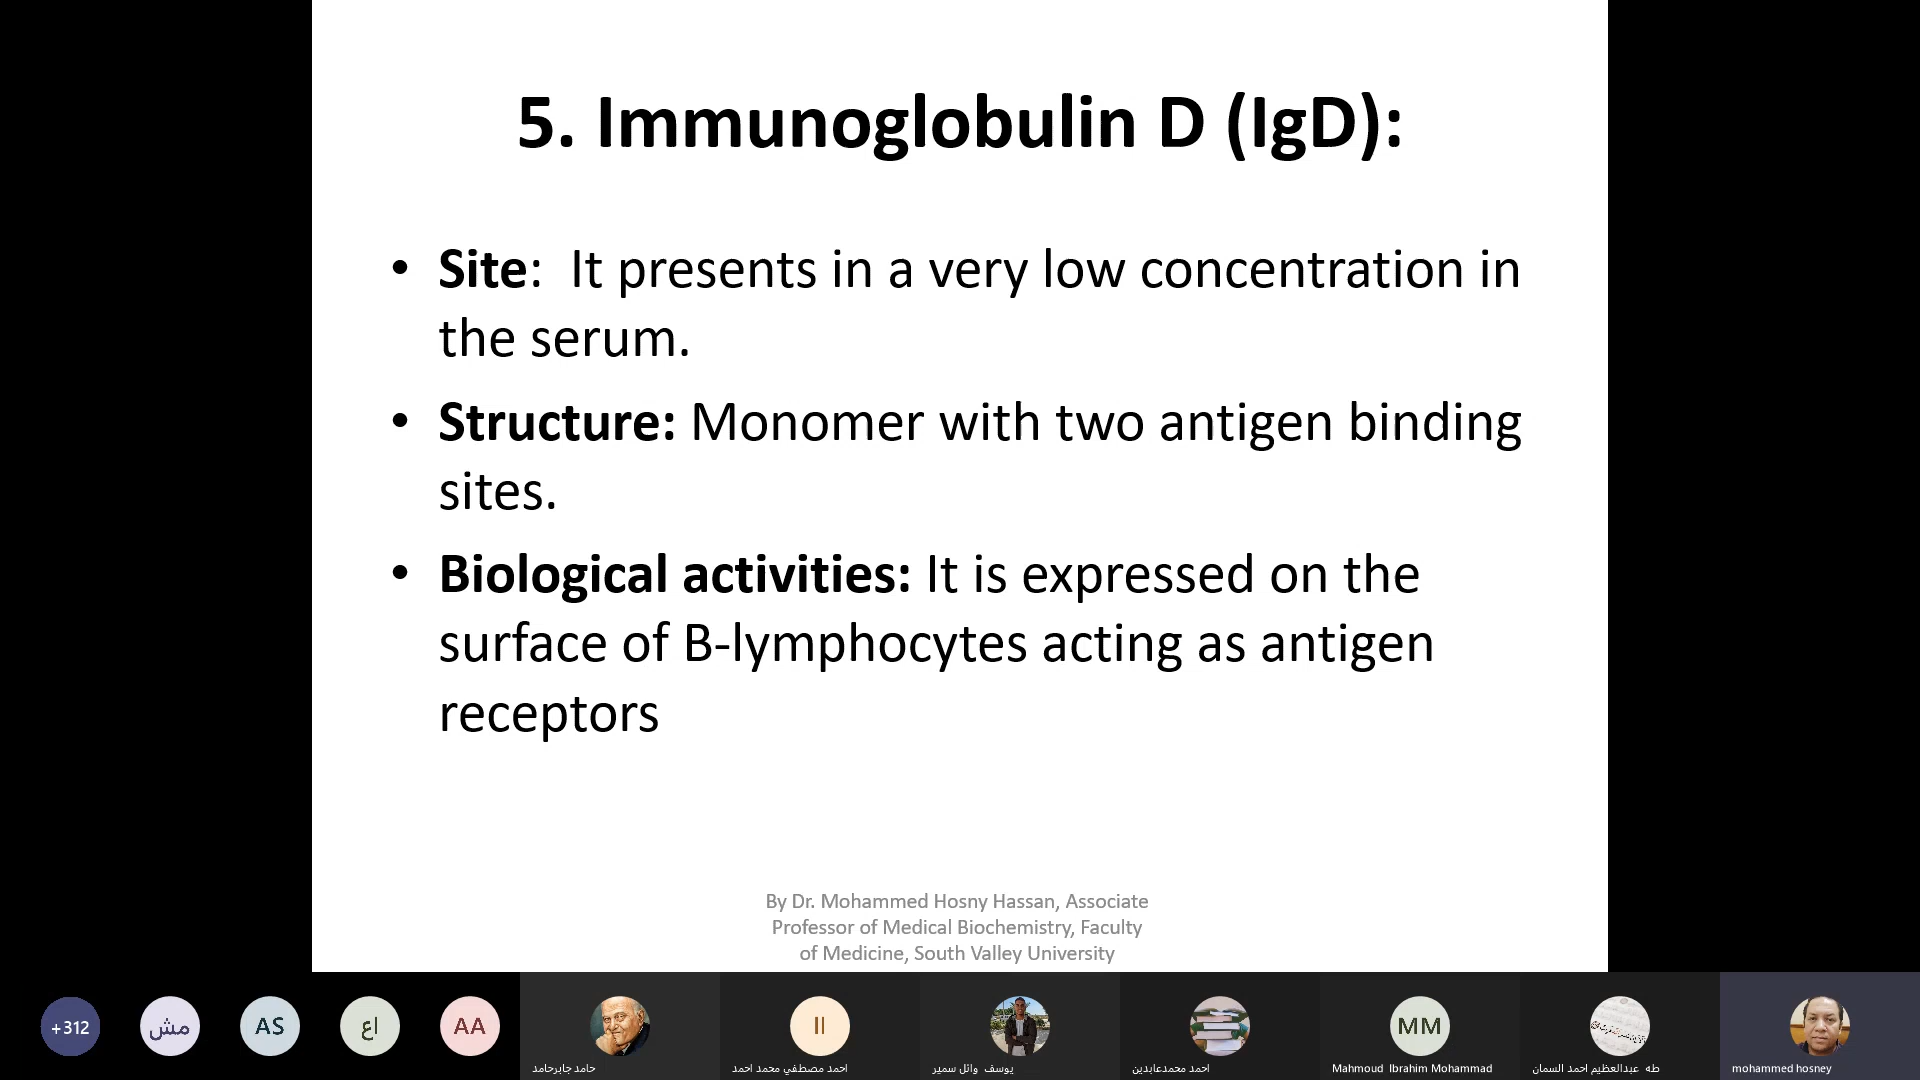 5. Immunoglobulin D (IgD):
• Site:  It presents in a very low concentration in
the serum.
• Structure: Monomer with two antigen binding
sites.
• Biological activities: It is expressed on the
surface of B-lymphocytes acting as antigen
receptors
By Dr. Mohammed Hosny Hassan, Associate
Professor of Medical Biochemistry, Faculty
of Medicine, South Valley University
+312
مش
AS
اع
AA
حامد جابرحامد
II
احمد مصطفي محمد احمد
يوسف وائل سمير
احمد محمدعابدين
MM
Mahmoud Ibrahim Mohammad
طه عبدالعظيم احمد السمان
mohammed hosney